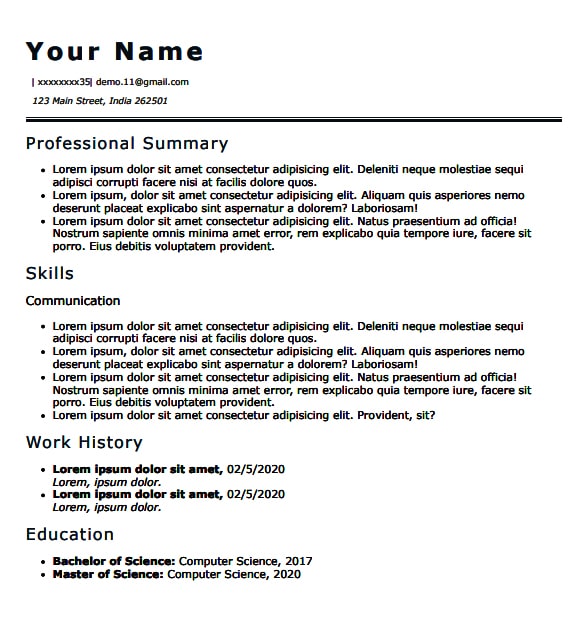 Your Name
| xxxxxxxx35| demo.11@gmail.com
123 Main Street, India 262501
Professional Summary
• Lorem ipsum dolor sit amet consectetur adipisicing elit. Deleniti neque molestiae sequi
adipisci corrupti facere nisi at facilis dolore quos.
• Lorem ipsum, dolor sit amet consectetur adipisicing elit. Aliquam quis asperiores nemo
deserunt placeat explicabo sint aspernatur a dolorem? Laboriosam!
• Lorem ipsum dolor sit amet consectetur adipisicing elit. Natus praesentium ad officia!
Nostrum sapiente omnis minima amet error, rem explicabo quia tempore iure, facere sit
porro. Eius debitis voluptatem provident.
Skills
Communication
• Lorem ipsum dolor sit amet consectetur adipisicing elit. Deleniti neque molestiae sequi
adipisci corrupti facere nisi at facilis dolore quos.
• Lorem ipsum, dolor sit amet consectetur adipisicing elit. Aliquam quis asperiores nemo
deserunt placeat explicabo sint aspernatur a dolorem? Laboriosam!
• Lorem ipsum dolor sit amet consectetur adipisicing elit. Natus praesentium ad officia!
Nostrum sapiente omnis minima amet error, rem explicabo quia tempore iure, facere sit
porro. Eius debitis voluptatem provident.
• Lorem ipsum dolor sit amet consectetur adipisicing elit. Provident, sit?
Work History
• Lorem ipsum dolor sit amet, 02/5/2020
Lorem, ipsum dolor.
• Lorem ipsum dolor sit amet, 02/5/2020
Lorem, ipsum dolor.
Education
• Bachelor of Science: Computer Science, 2017
• Master of Science: Computer Science, 2020